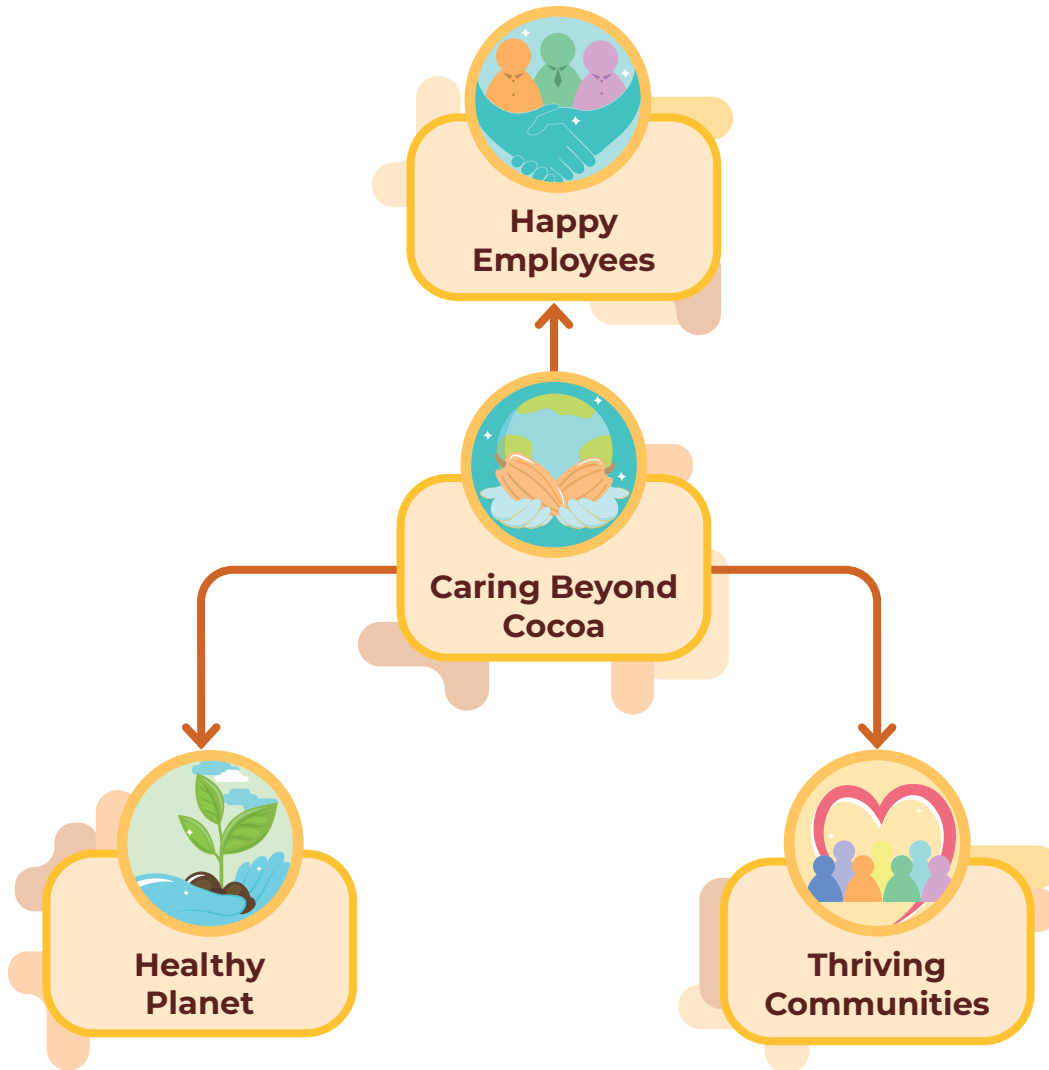 Happy
Employees
Caring Beyond
Cocoa
Healthy
Planet
Thriving
Communities